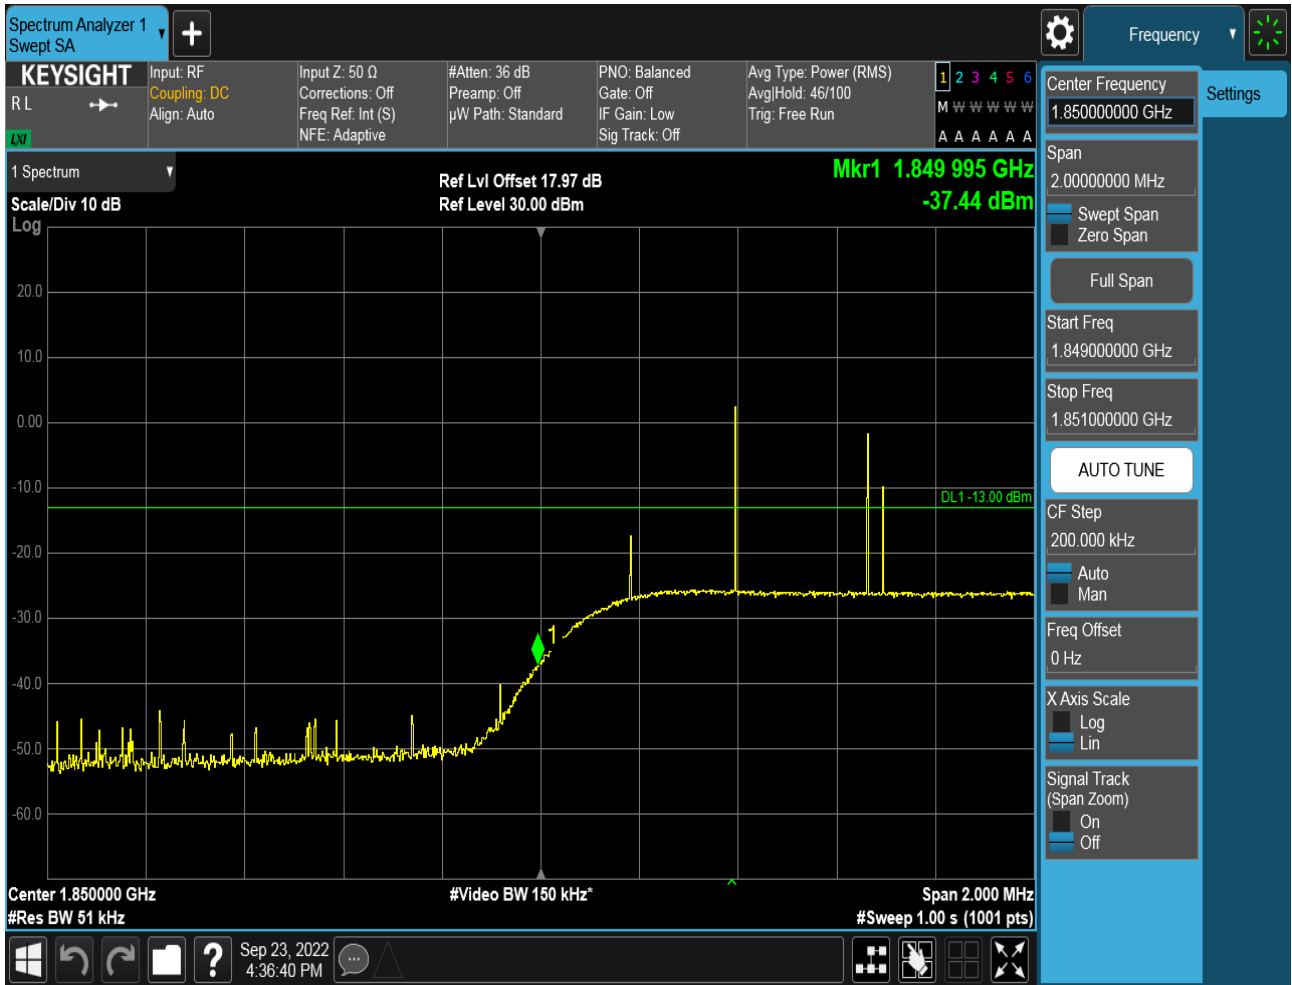 Spectrum Analyzer 1
Swept SA
Frequency
KEYSIGHT
R L
LXI
Input: RF
Coupling: DC
Align: Auto
Input Z: 50 Ω
Corrections: Off
Freq Ref: Int (S)
NFE: Adaptive
#Atten: 36 dB
Preamp: Off
µW Path: Standard
PNO: Balanced
Gate: Off
IF Gain: Low
Sig Track: Off
Avg Type: Power (RMS)
Avg|Hold: 46/100
Trig: Free Run
1 2 3 4 5 6
M W W W W W
A A A A A A
1 Spectrum
Scale/Div 10 dB
Log
Ref Lvl Offset 17.97 dB
Ref Level 30.00 dBm
Mkr1 1.849 995 GHz
-37.44 dBm
20.0
10.0
0.00
-10.0
-20.0
-30.0
-40.0
-50.0
-60.0
DL1 -13.00 dBm
1
Center 1.850000 GHz
#Res BW 51 kHz
#Video BW 150 kHz*
Span 2.000 MHz
#Sweep 1.00 s (1001 pts)
Center Frequency
1.850000000 GHz
Settings
Span
2.00000000 MHz
Swept Span
Zero Span
Full Span
Start Freq
1.849000000 GHz
Stop Freq
1.851000000 GHz
AUTO TUNE
CF Step
200.000 kHz
Auto
Man
Freq Offset
0 Hz
X Axis Scale
Log
Lin
Signal Track
(Span Zoom)
On
Off
?
Sep 23, 2022
4:36:40 PM